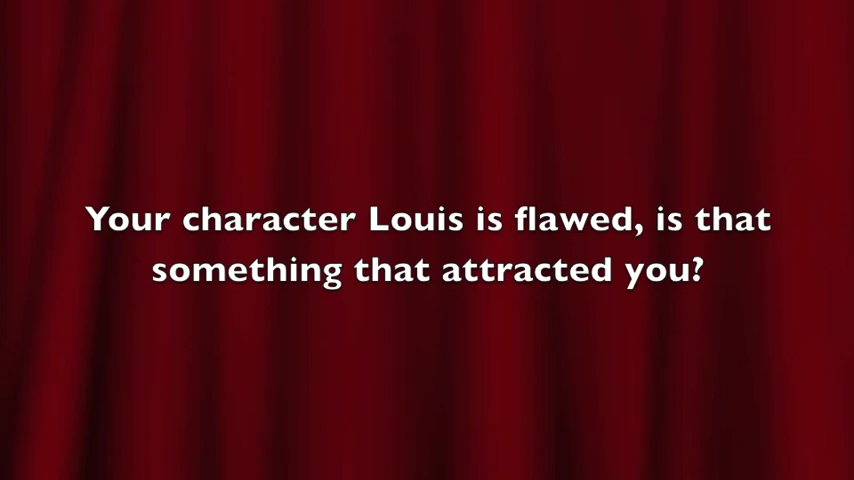 Your character Louis is flawed, is that
something that attracted you?